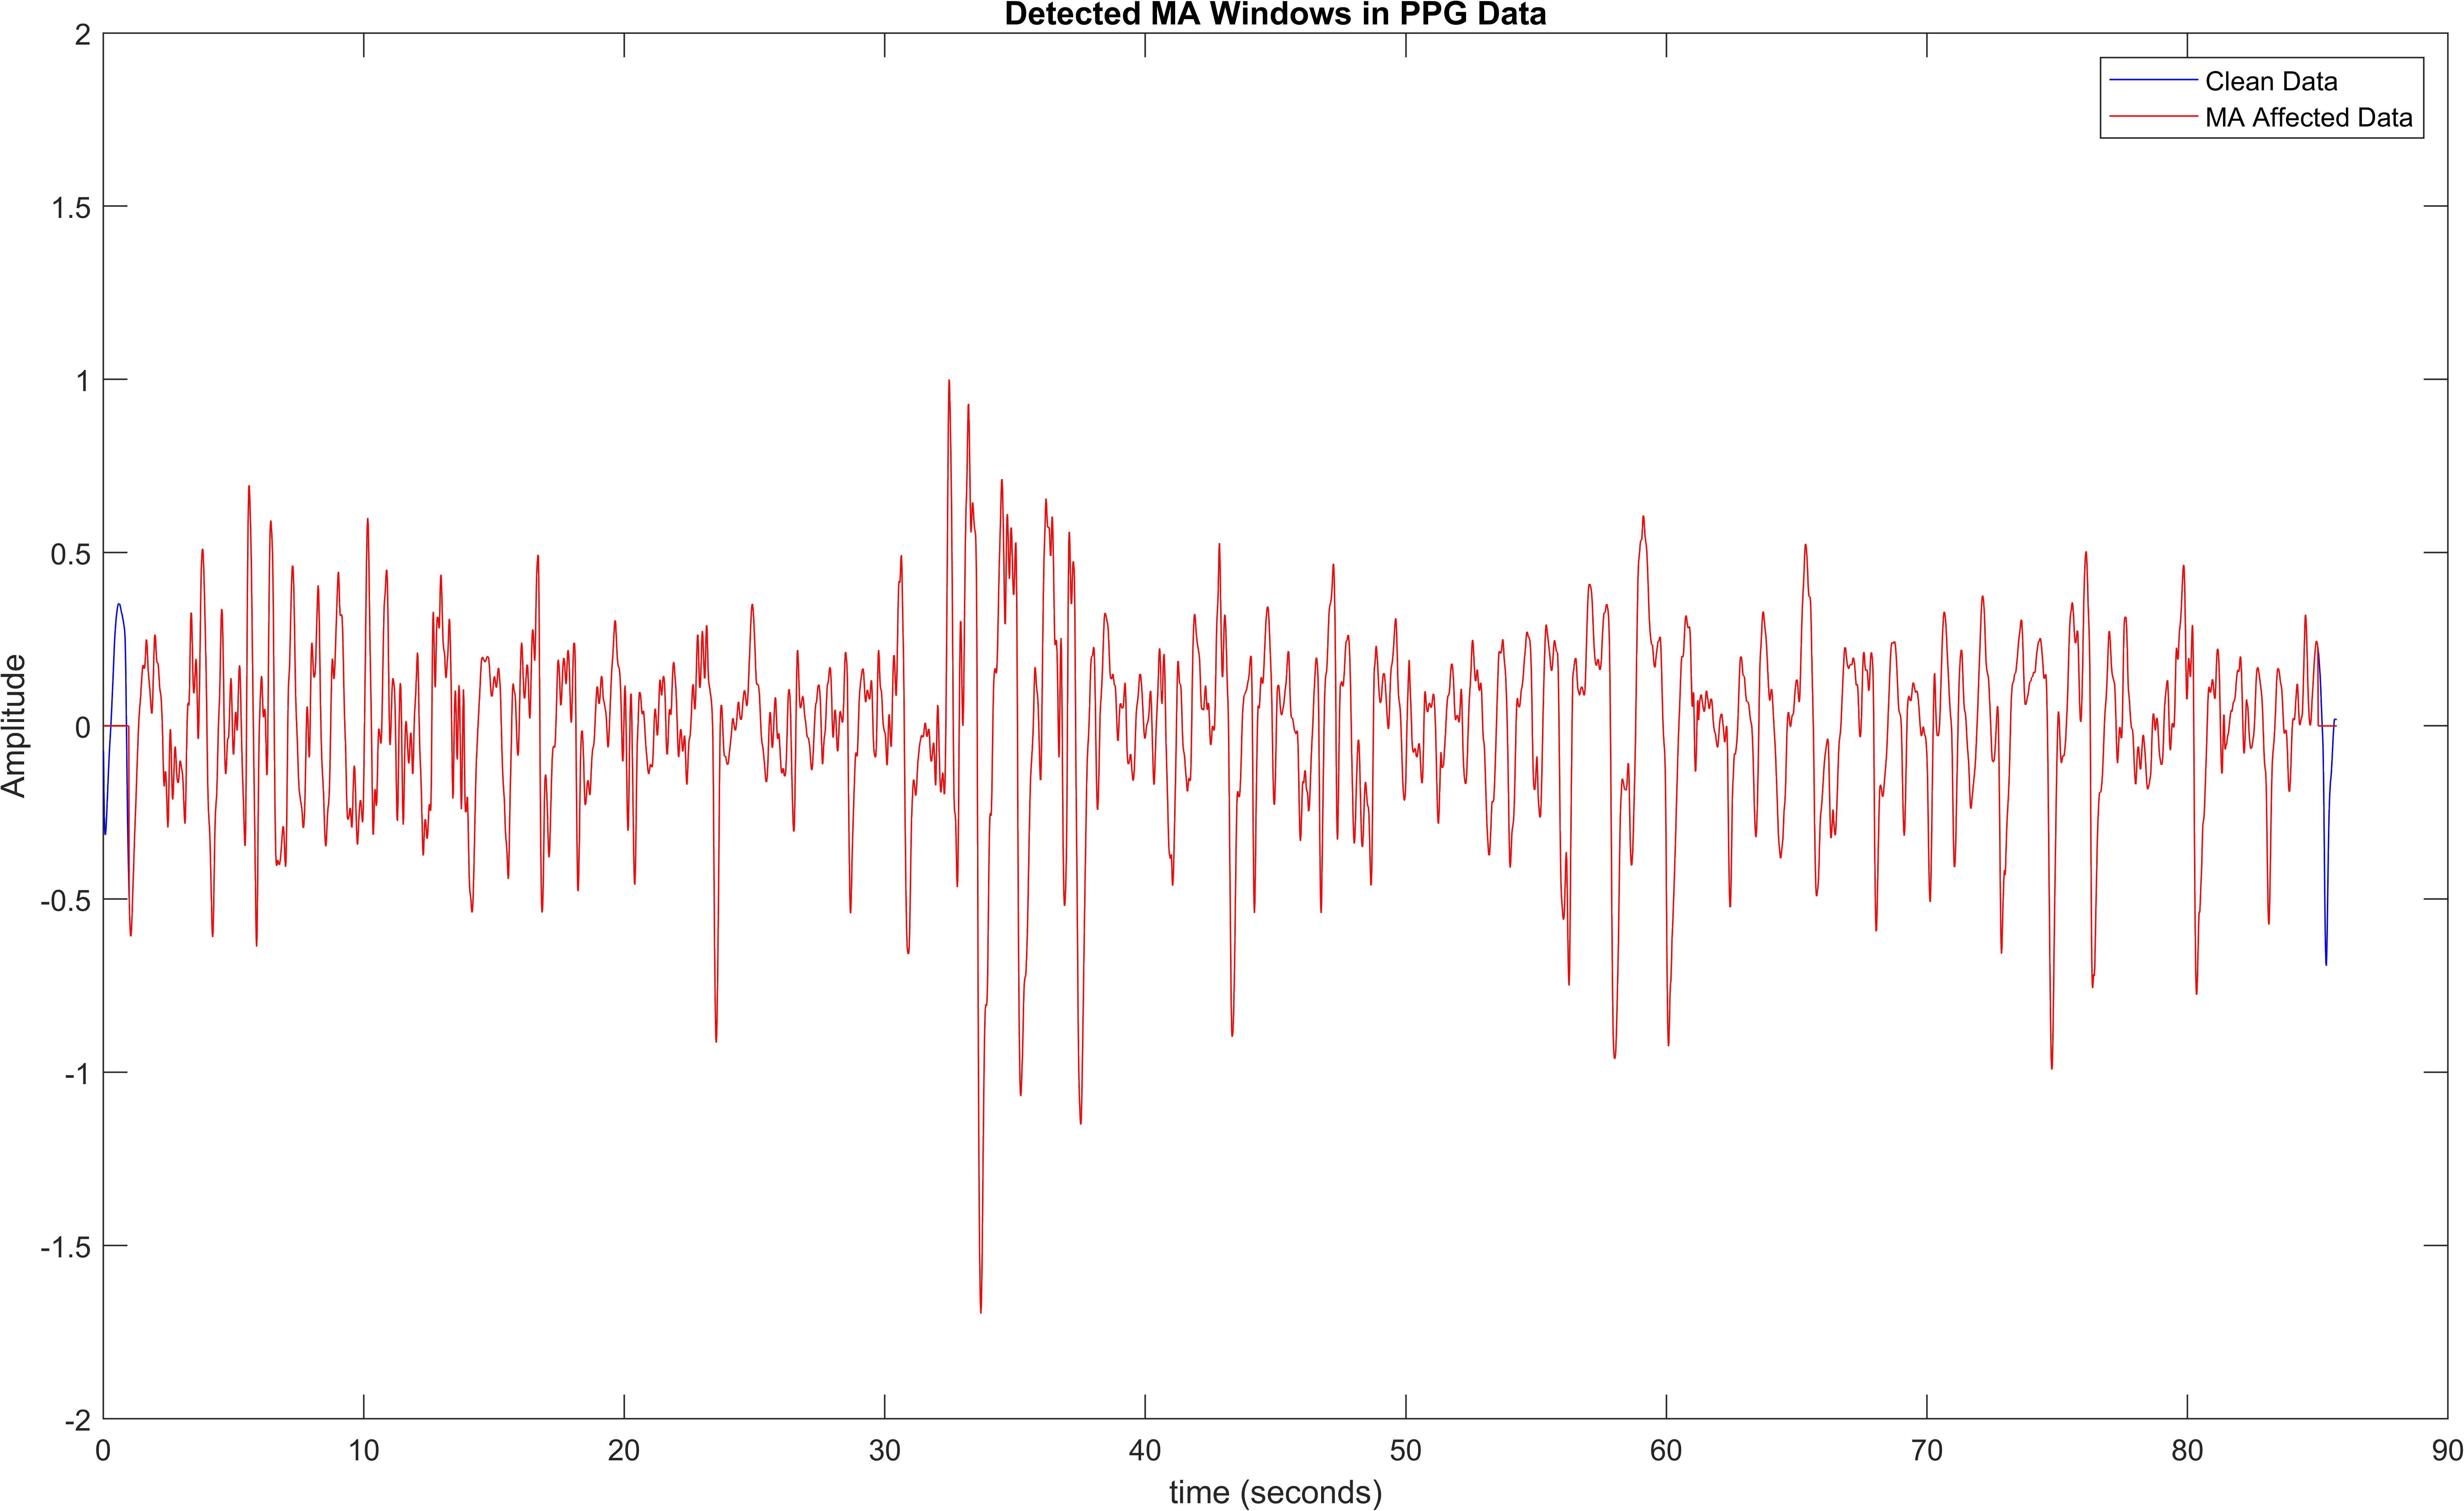 Detected MA Windows in PPG Data
Clean Data
MA Affected Data
2
1.5
1
0.5
0
-0.5
-1
-1.5
-2
Amplitude
0 10 20 30 40 50 60 70 80 90
time (seconds)